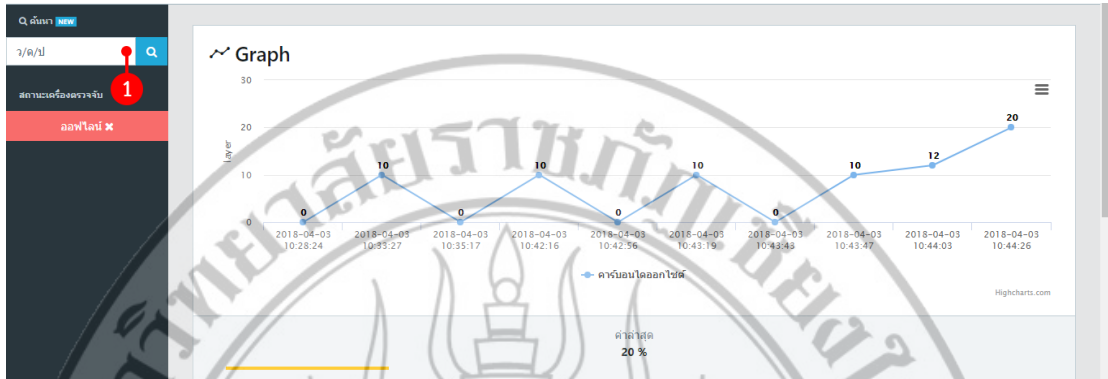 ค้นหา NEW
ว/ด/ป
1
สถานะเครื่องตรวจจับ
ออฟไลน์ ✖
Graph
30
20
10
0
layer
0
10
0
10
0
10
0
10
12
20
2018-04-03 10:28:24
2018-04-03 10:33:27
2018-04-03 10:35:17
2018-04-03 10:42:16
2018-04-03 10:42:56
2018-04-03 10:43:19
2018-04-03 10:43:43
2018-04-03 10:43:47
2018-04-03 10:44:03
2018-04-03 10:44:26
คาร์บอนไดออกไซต์
Highcharts.com
ค่าล่าสุด
20 %